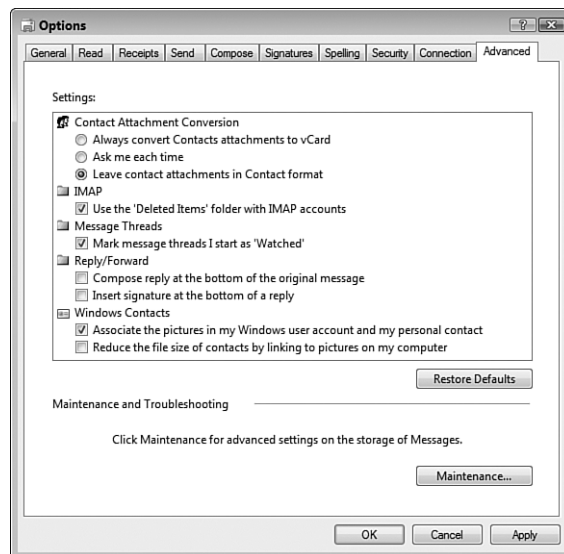 Options
General Read Receipts Send Compose Signatures Spelling Security Connection Advanced
Settings:
Contact Attachment Conversion
Always convert Contacts attachments to vCard
Ask me each time
Leave contact attachments in Contact format
IMAP
Use the 'Deleted Items' folder with IMAP accounts
Message Threads
Mark message threads I start as 'Watched'
Reply/Forward
Compose reply at the bottom of the original message
Insert signature at the bottom of a reply
Windows Contacts
Associate the pictures in my Windows user account and my personal contact
Reduce the file size of contacts by linking to pictures on my computer
Restore Defaults
Maintenance and Troubleshooting
Click Maintenance for advanced settings on the storage of Messages.
Maintenance...
OK Cancel Apply